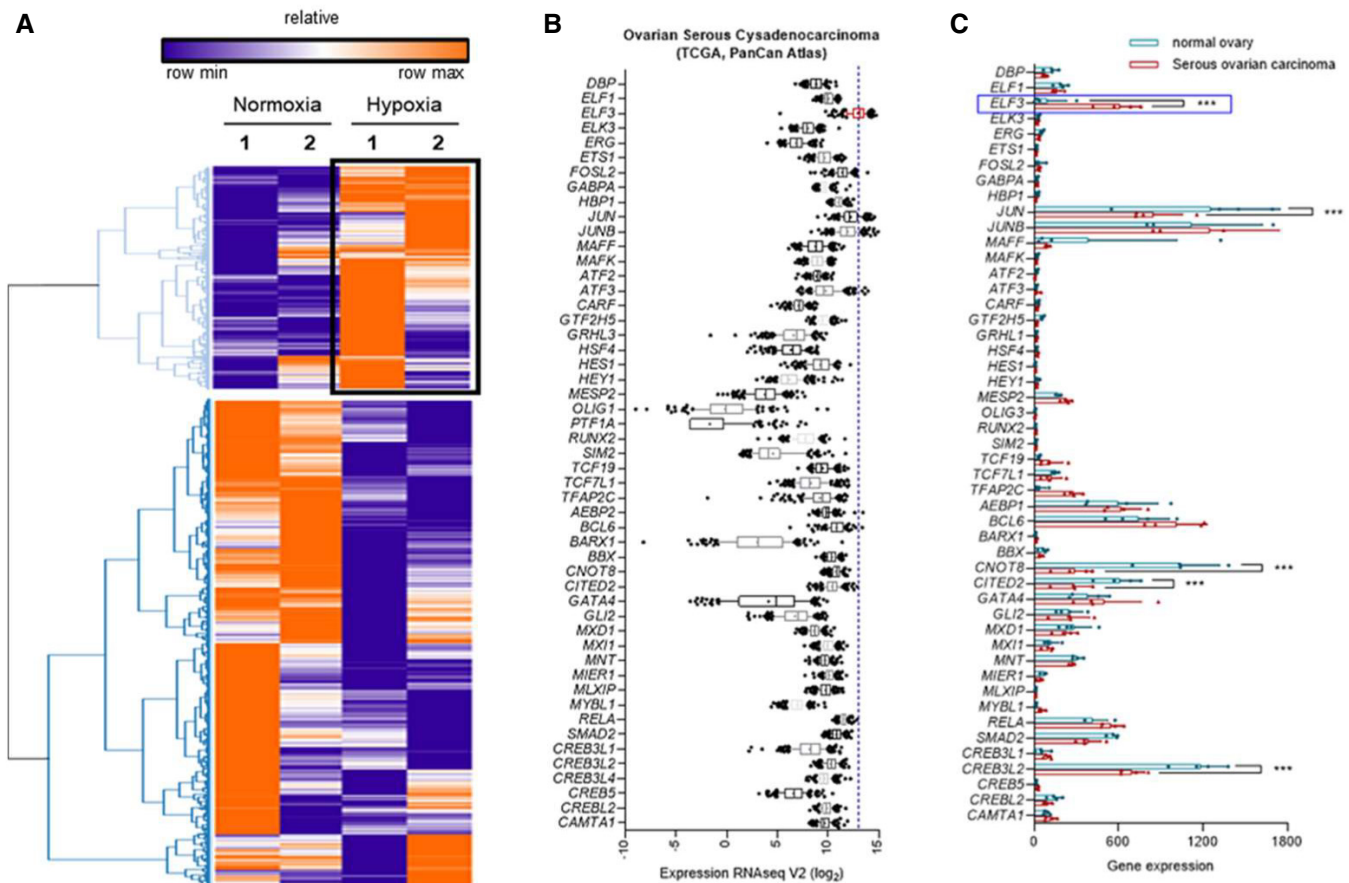 A
relative
row min
row max
Normoxia
Hypoxia
1
2
1
2
B
Ovarian Serous Cysadenocarcinoma
(TCGA, PanCan Atlas)
DBP
ELF1
ELF3
ELK3
ERG
ETS1
FOSL2
GABPA
HBP1
JUN
JUNB
MAFF
MAFK
ATF2
ATF3
CARF
GTF2H5
GRHL3
HSF4
HES1
HEY1
MESP2
OLIG1
PTF1A
RUNX2
SIM2
TCF19
TCF7L1
TFAP2C
AEBP2
BCL6
BARX1
BBX
CNOT8
CITED2
GATA4
GLI2
MXD1
MXI1
MNT
MIER1
MLXIP
MYBL1
RELA
SMAD2
CREB3L1
CREB3L2
CREB3L4
CREB5
CREBL2
CAMTA1
-10
-5
0
5
10
15
Expression RNAseq V2 (log2)
C
normal ovary
Serous ovarian carcinoma
DBP
ELF1
ELF3
***
ELK3
ERG
ETS1
FOSL2
GABPA
HBP1
JUN
***
JUNB
MAFF
MAFK
ATF2
ATF3
CARF
GTF2H5
GRHL1
HSF4
HES1
HEY1
MESP2
OLIG3
RUNX2
SIM2
TCF19
TCF7L1
TFAP2C
AEBP1
BCL6
BARX1
BBX
CNOT8
***
CITED2
***
GATA4
GLI2
MXD1
MXI1
MNT
MIER1
MLXIP
MYBL1
RELA
SMAD2
CREB3L1
CREB3L2
***
CREB5
CREBL2
CAMTA1
0
600
1200
1800
Gene expression